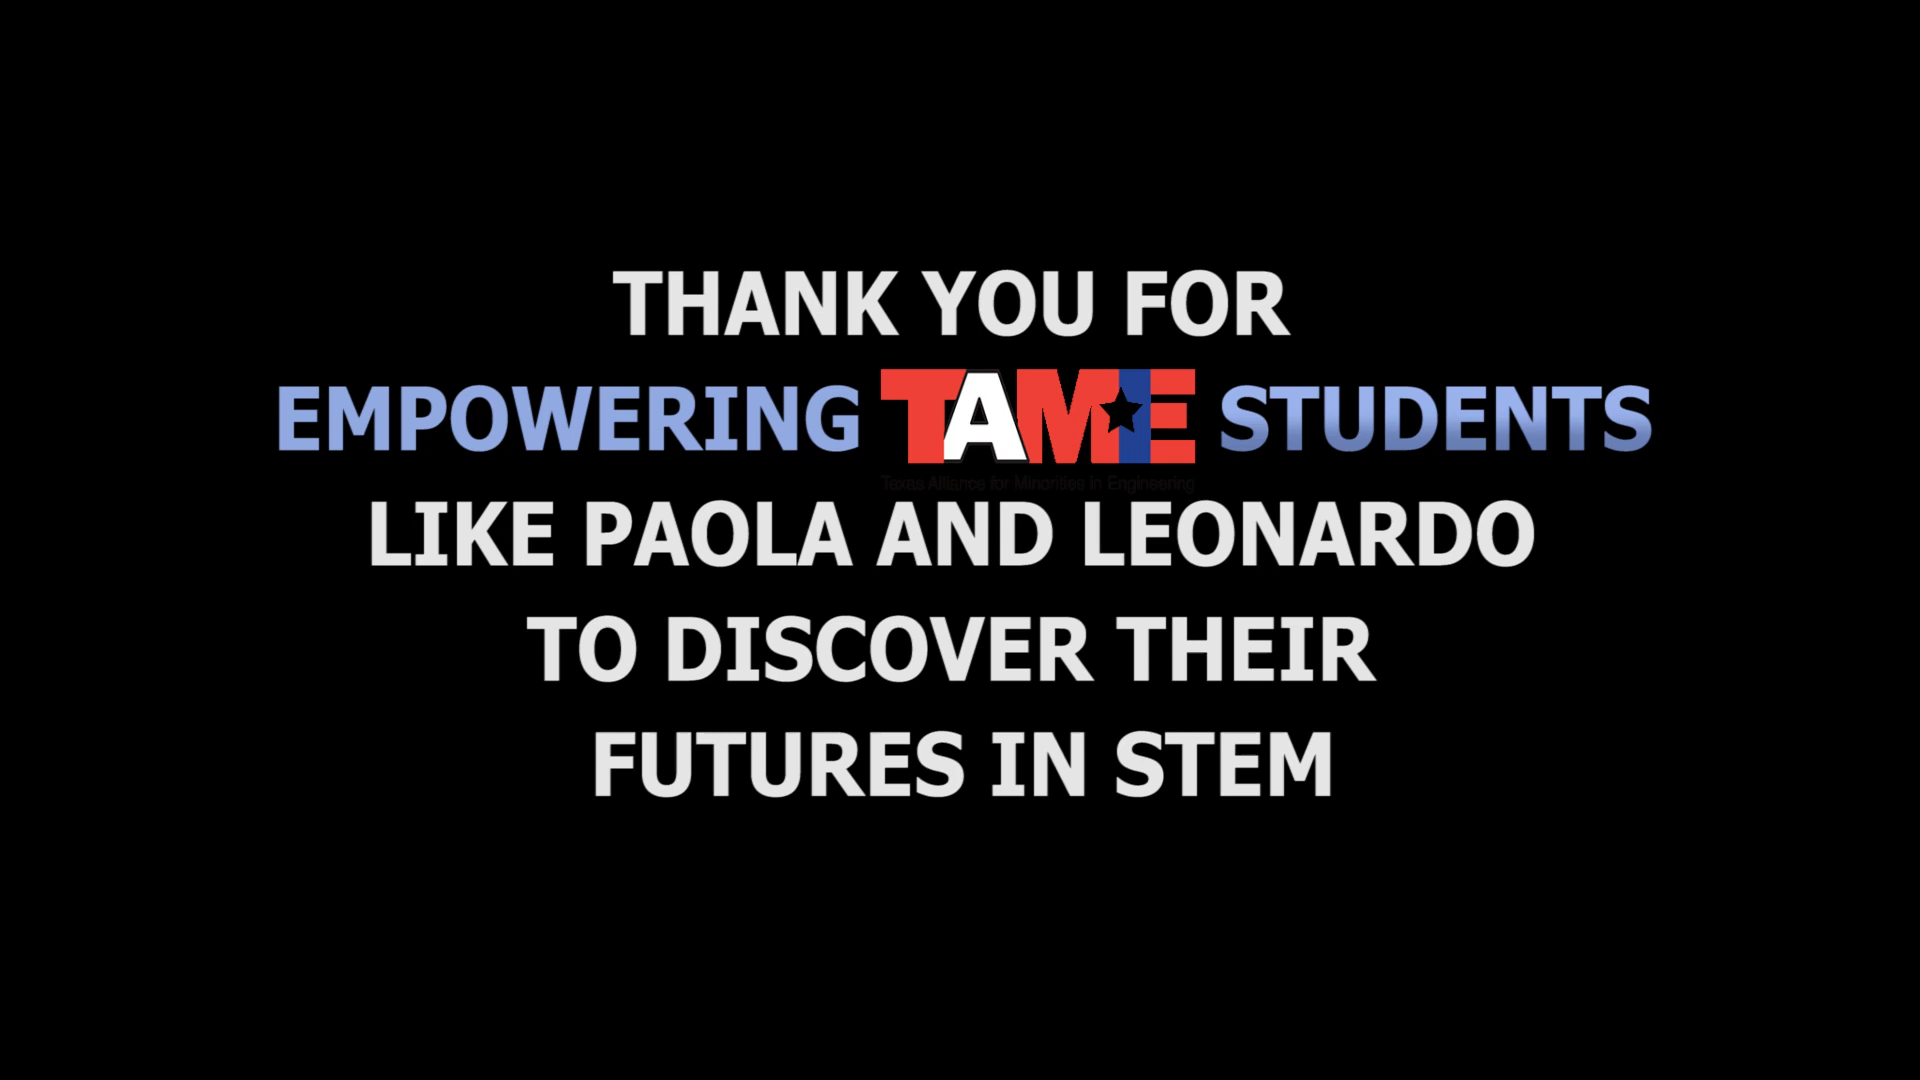 THANK YOU FOR
EMPOWERING TAME STUDENTS
Texas Alliance for Minorities in Engineering
LIKE PAOLA AND LEONARDO
TO DISCOVER THEIR
FUTURES IN STEM